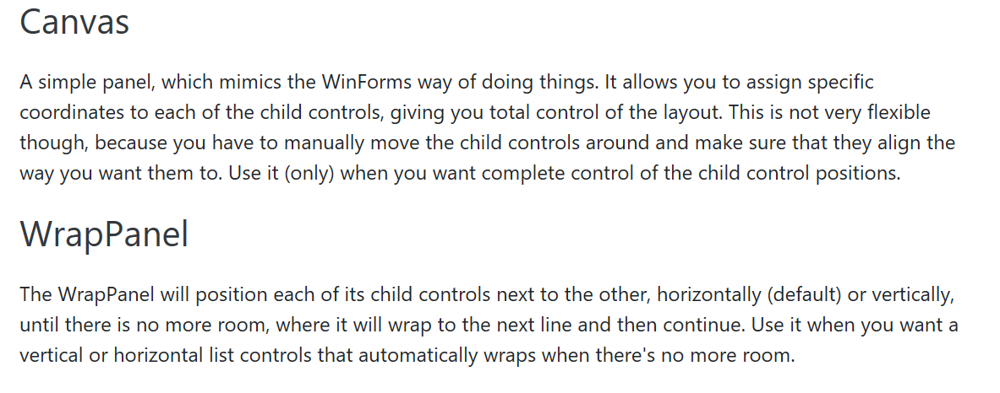 Canvas
A simple panel, which mimics the WinForms way of doing things. It allows you to assign specific
coordinates to each of the child controls, giving you total control of the layout. This is not very flexible
though, because you have to manually move the child controls around and make sure that they align the
way you want them to. Use it (only) when you want complete control of the child control positions.
WrapPanel
The WrapPanel will position each of its child controls next to the other, horizontally (default) or vertically,
until there is no more room, where it will wrap to the next line and then continue. Use it when you want a
vertical or horizontal list controls that automatically wraps when there's no more room.